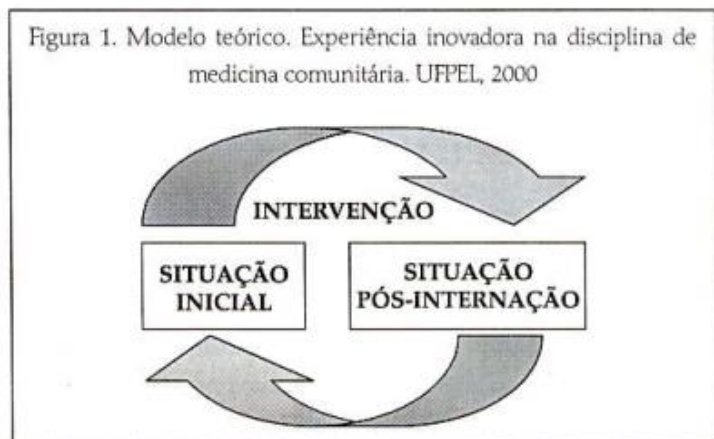 Figura 1. Modelo teórico. Experiência inovadora na disciplina de
medicina comunitária. UFPEL, 2000
INTERVENÇÃO
SITUAÇÃO
INICIAL
SITUAÇÃO
PÓS-INTERNAÇÃO